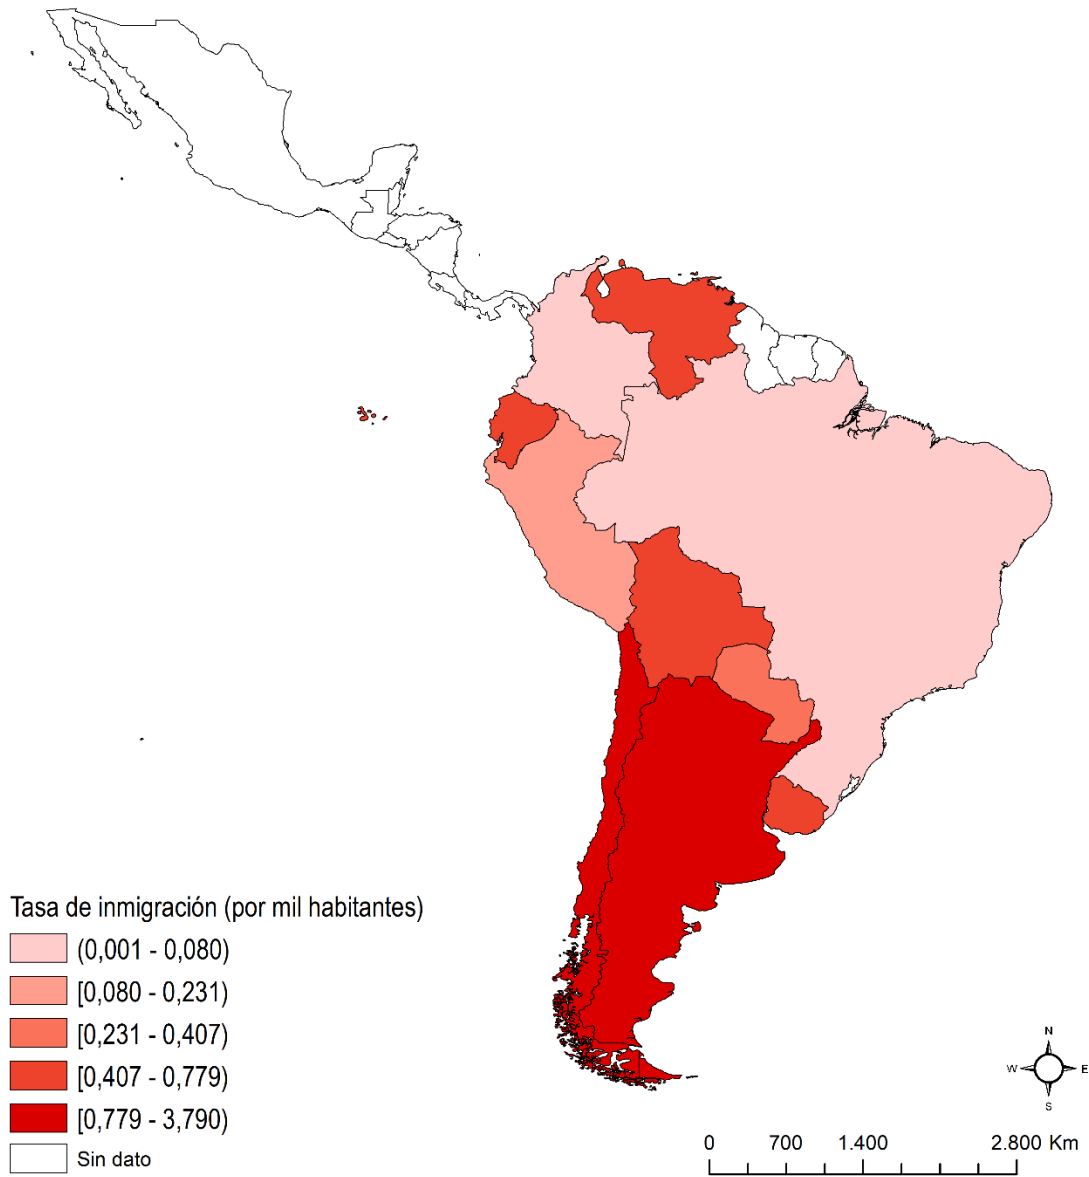 Tasa de inmigración (por mil habitantes)
(0,001 - 0,080)
[0,080 - 0,231)
[0,231 - 0,407)
[0,407 - 0,779)
[0,779 - 3,790)
Sin dato
N
W E
S
0 700 1.400 2.800 Km